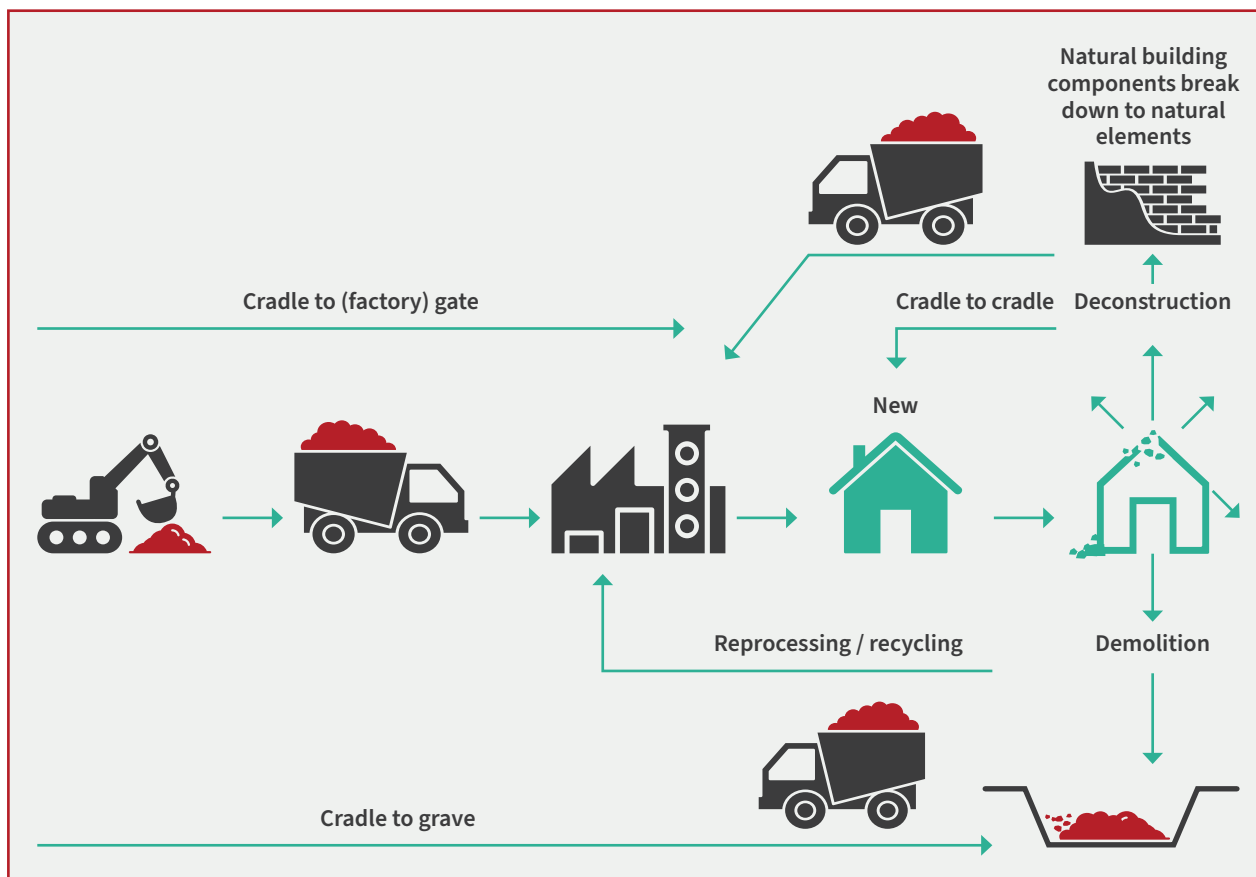 Natural building
components break
down to natural
elements
Cradle to (factory) gate
Cradle to cradle
Deconstruction
New
Reprocessing / recycling
Demolition
Cradle to grave